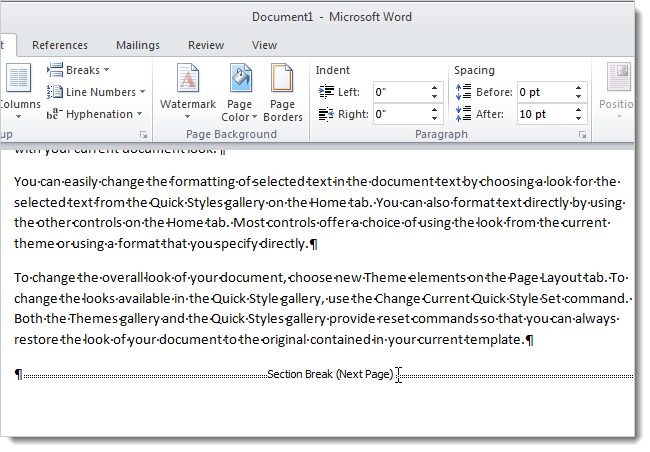 Document1 - Microsoft Word
t References Mailings Review View
Columns
Breaks
Line Numbers
Hyphenation
Watermark
Page Color
Page Borders
Indent
Left: 0"
Right: 0"
Spacing
Before: 0 pt
After: 10 pt
Positio
up Page Background Paragraph
with your current document look. ¶
You can easily change the formatting of selected text in the document text by choosing a look for the
selected text from the Quick Styles gallery on the Home tab. You can also format text directly by using
the other controls on the Home tab. Most controls offer a choice of using the look from the current
theme or using a format that you specify directly.¶
To change the overall look of your document, choose new Theme elements on the Page Layout tab. To
change the looks available in the Quick Style gallery, use the Change Current Quick Style Set command.
Both the Themes gallery and the Quick Styles gallery provide reset commands so that you can always
restore the look of your document to the original contained in your current template.¶
¶ Section Break (Next Page)